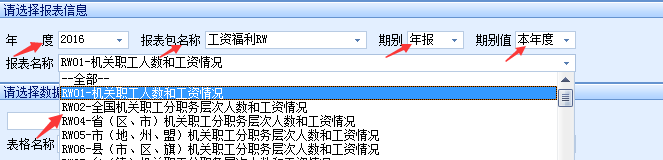 请选择报表信息
年 度 2016 报表包名称 工资福利RW 期别 年报 期别值 本年度
报表名称 RW01-机关职工人数和工资情况
--全部--
RW01-机关职工人数和工资情况
请选择数据
RW02-全国机关职工分职务层次人数和工资情况
RW04-省(区、市)机关职工分职务层次人数和工资情况
RW05-市(地、州、盟)机关职工分职务层次人数和工资情况
表格名称 RW06-县(市、区、旗)机关职工分职务层次人数和工资情况